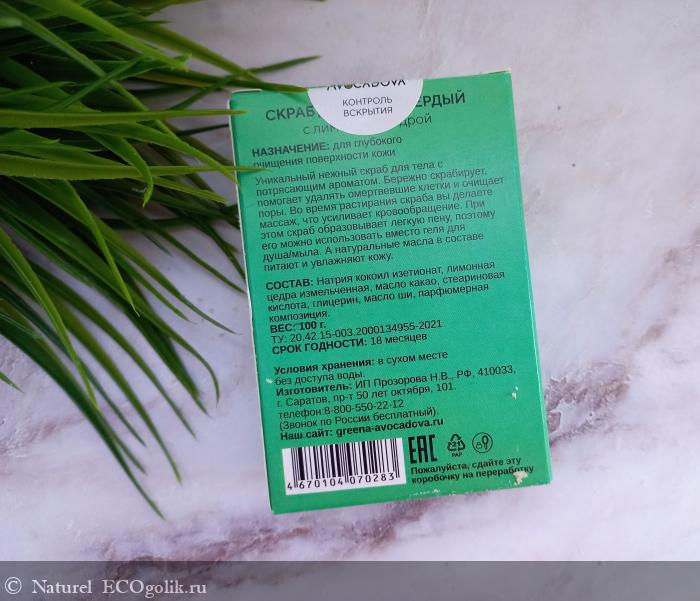 AVOCADOVA
КОНТРОЛЬ
ВСКРЫТИЯ
СКРАБ ЕРДЫЙ
С ЛИМ ДРОЙ
НАЗНАЧЕНИЕ: для глубокого
очищения поверхности кожи
Уникальный нежный скраб для тела с
потрясающим ароматом. Бережно скрабирует,
помогает удалять омертвевшие клетки и очищает
поры. Во время растирания скраба вы делаете
массаж, что усиливает кровообращение. При
этом скраб образовывает легкую пену, поэтому
его можно использовать вместо геля для
душа/мыла. А натуральные масла в составе
питают и увлажняют кожу.
СОСТАВ: Натрия кокоил изетионат, лимонная
цедра измельченная, масло какао, стеариновая
кислота, глицерин, масло ши, парфюмерная
композиция.
ВЕС: 100 г.
ТУ: 20.42.15-003.2000134955-2021
СРОК ГОДНОСТИ: 18 месяцев
Условия хранения: в сухом месте
без доступа воды.
Изготовитель: ИП Прозорова Н.В., РФ, 410033,
г. Саратов, пр-т 50 лет октября, 101.
телефон:8-800-550-22-12
(Звонок по России бесплатный).
Наш сайт: greena-avocadova.ru
4 670104 070283
ЕАС
21
PAP
Пожалуйста, сдайте эту
коробочку на переработку
© Naturel ECOgolik.ru